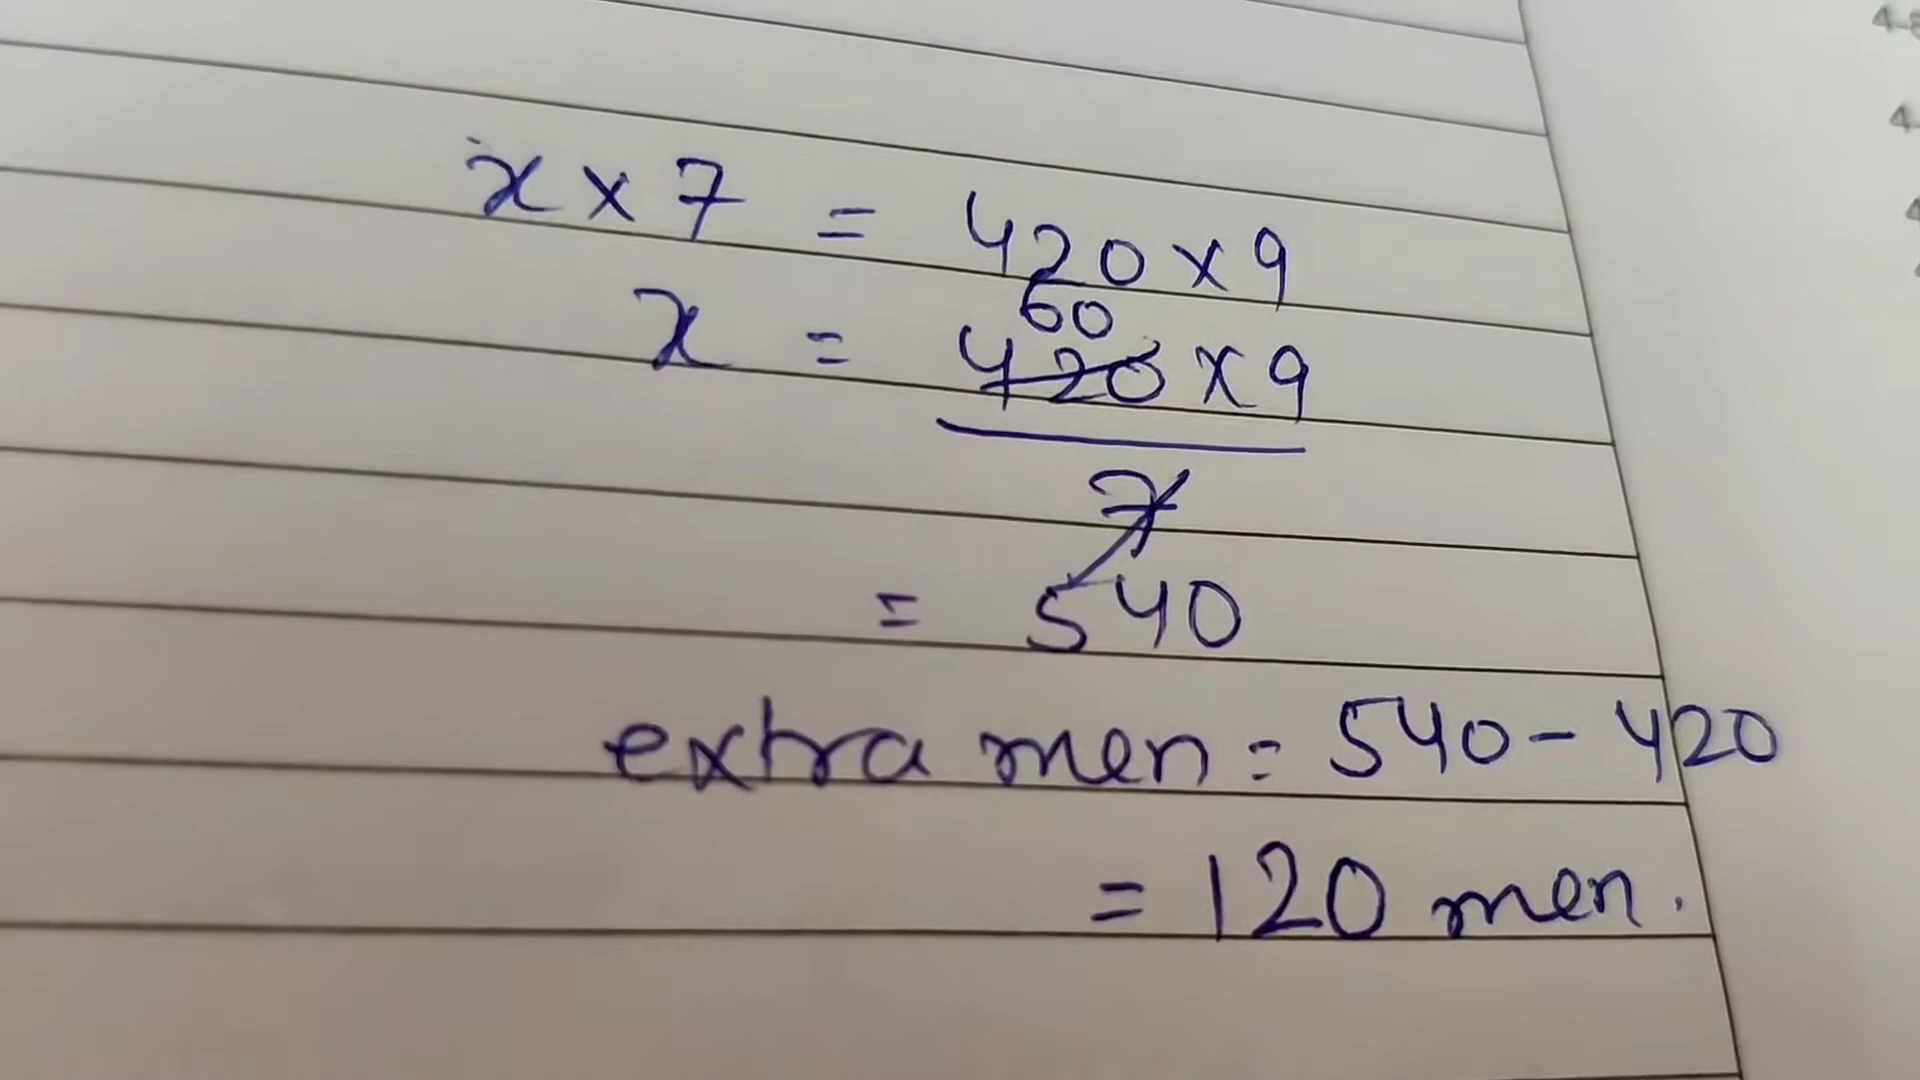 x × 7 = 420 × 9
60
x = 420 × 9
7
= 540
extra men = 540 - 420
= 120 men.